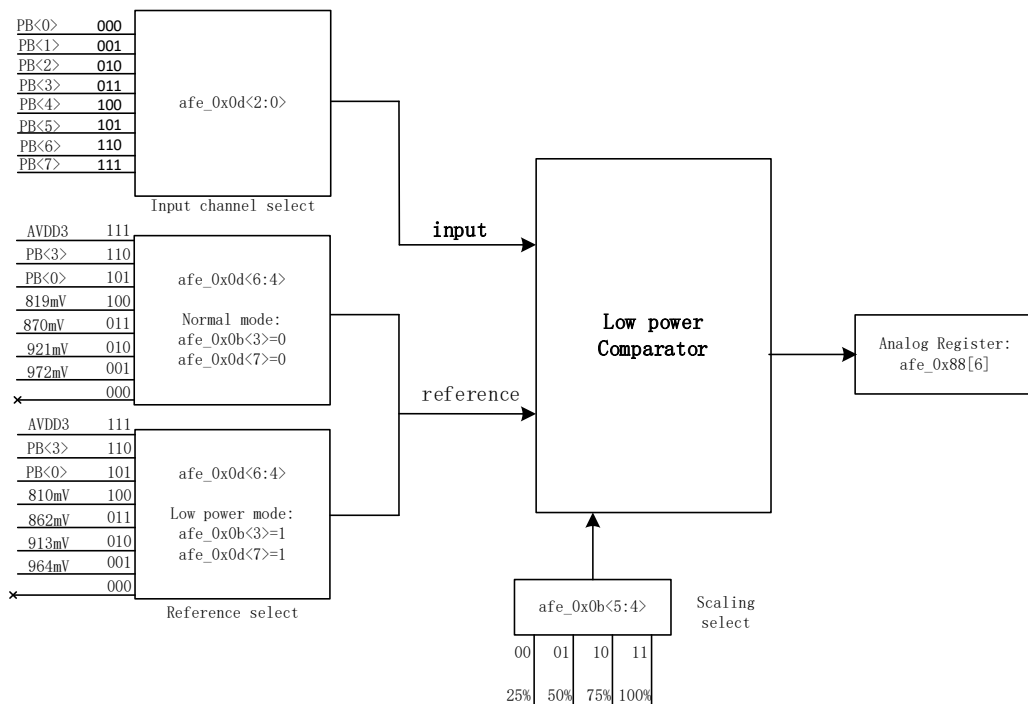 PB<0> 000
PB<1> 001
PB<2> 010
PB<3> 011
PB<4> 100
PB<5> 101
PB<6> 110
PB<7> 111
afe_0x0d<2:0>
Input channel select
AVDD3 111
PB<3> 110
PB<0> 101
819mV 100
870mV 011
921mV 010
972mV 001
000
afe_0x0d<6:4>
Normal mode:
afe_0x0b<3>=0
afe_0x0d<7>=0
AVDD3 111
PB<3> 110
PB<0> 101
810mV 100
862mV 011
913mV 010
964mV 001
000
afe_0x0d<6:4>
Low power mode:
afe_0x0b<3>=1
afe_0x0d<7>=1
Reference select
input
reference
Low power
Comparator
Analog Register:
afe_0x88[6]
afe_0x0b<5:4>
Scaling
select
00 01 10 11
25% 50% 75% 100%